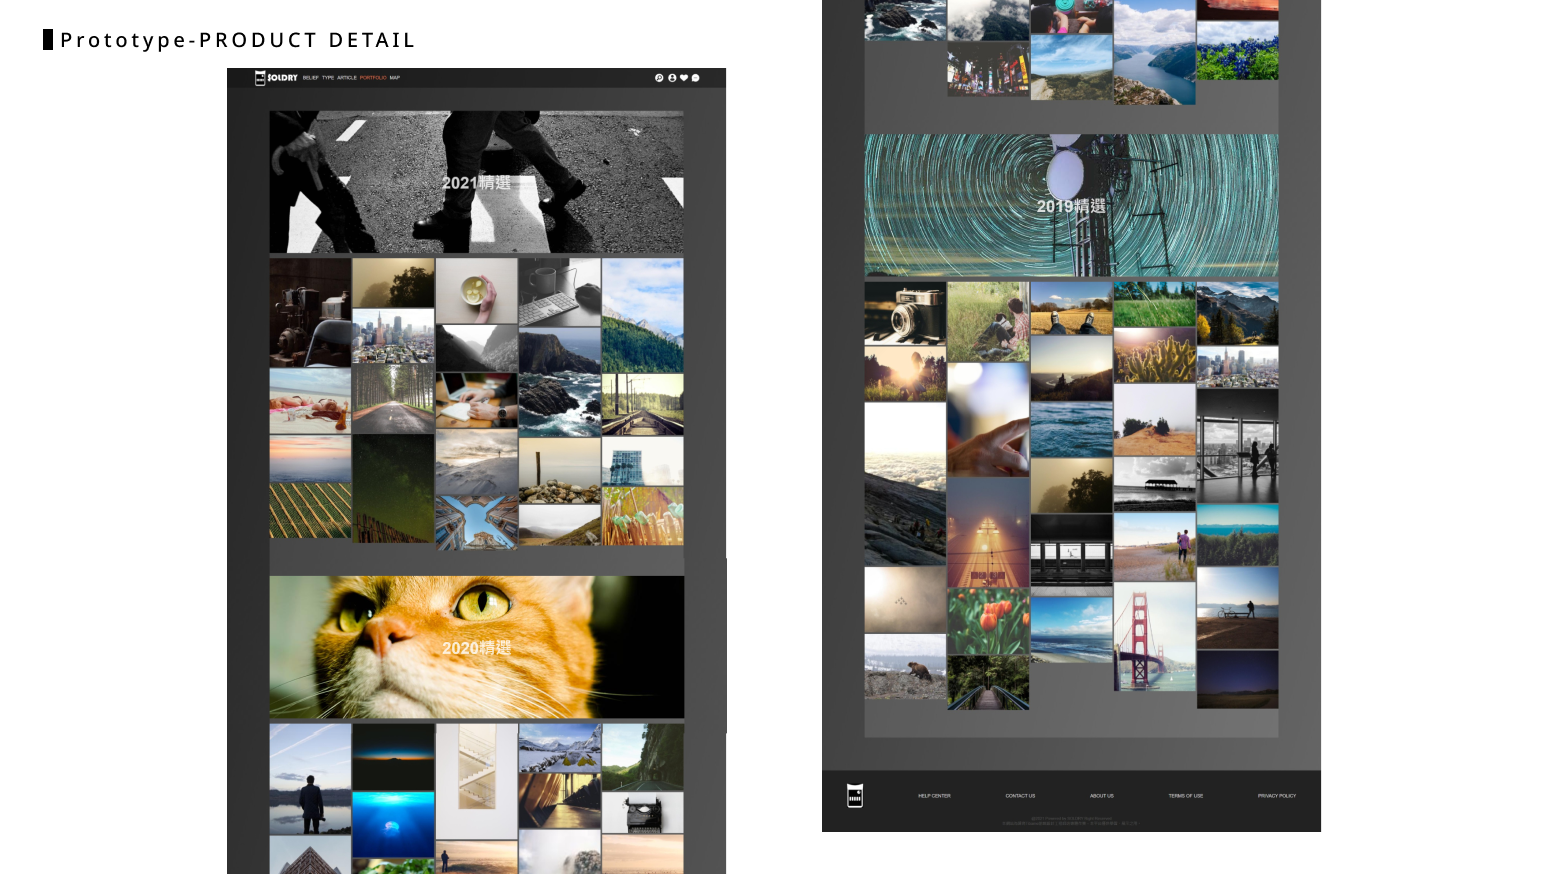 Prototype-PRODUCT DETAIL
SOLDRY BELIEF TYPE ARTICLE PORTFOLIO MAP
2021精選
2020精選
2019精選
HELP CENTER CONTACT US ABOUT US TERMS OF USE PRIVACY POLICY